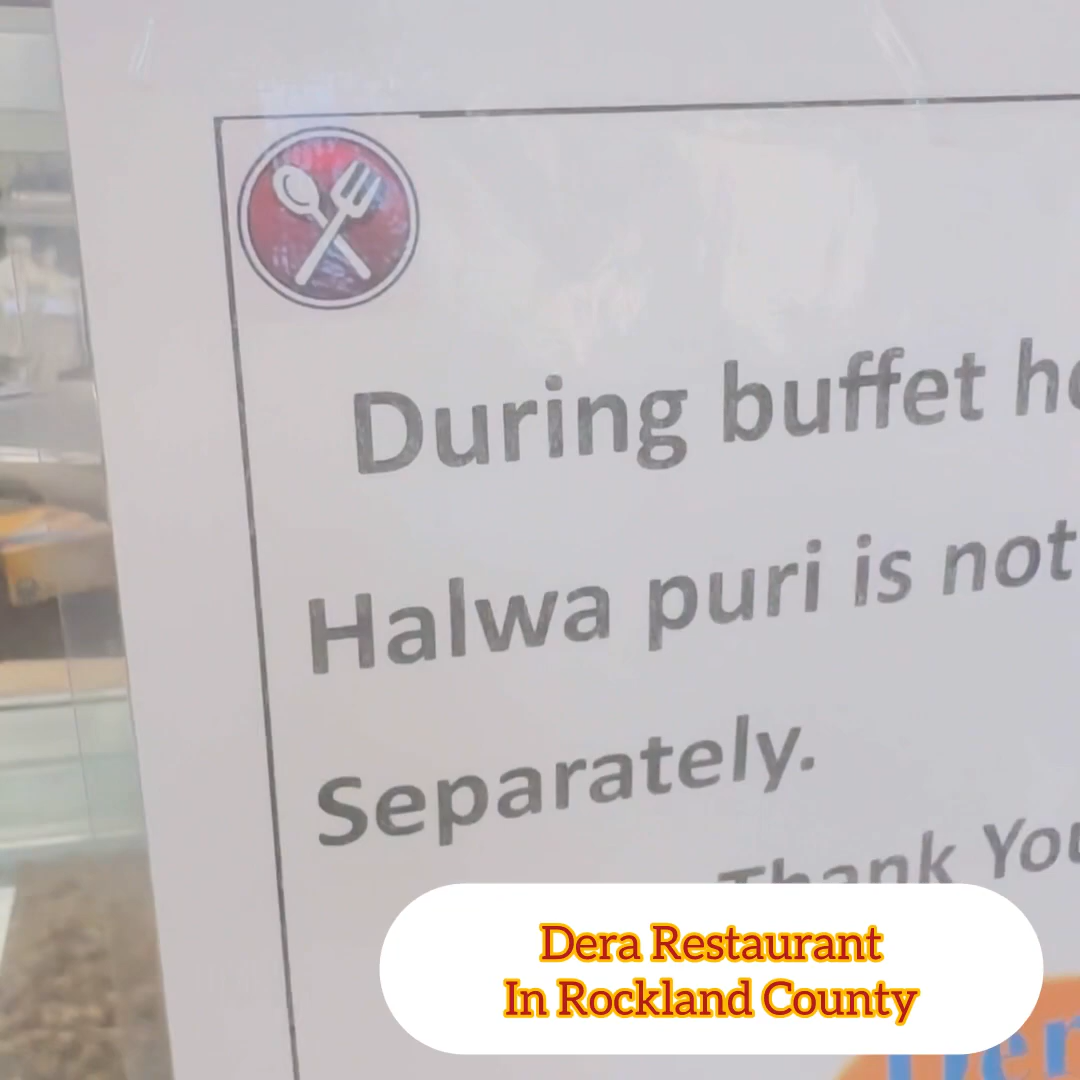 During buffet
Halwa puri is not
Separately.
Thank You
Dera Restaurant
In Rockland County